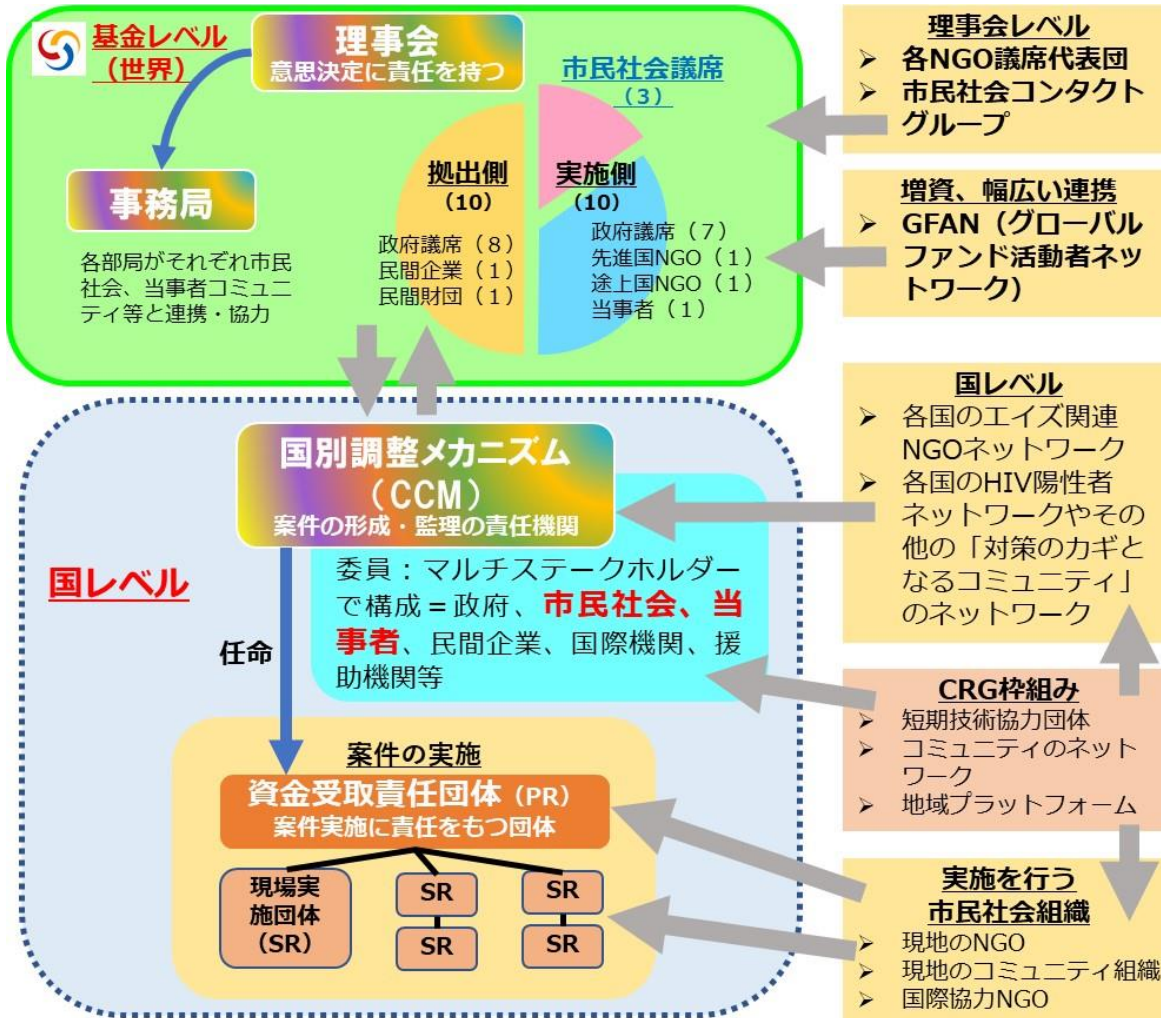 基金レベル
（世界）
理事会
意思決定に責任を持つ
事務局
各部局がそれぞれ市民
社会、当事者コミュニ
ティ等と連携・協力
市民社会議席
（3）
拠出側
（10）
政府議席（8）
民間企業（1）
民間財団（1）
実施側
（10）
政府議席（7）
先進国NGO（1）
途上国NGO（1）
当事者（1）
理事会レベル
➢ 各NGO議席代表団
➢ 市民社会コンタクト
グループ
増資、幅広い連携
➢ GFAN（グローバル
ファンド活動者ネッ
トワーク）
国レベル
国別調整メカニズム
（CCM）
案件の形成・監理の責任機関
委員：マルチステークホルダー
で構成＝政府、市民社会、当
事者、民間企業、国際機関、援
助機関等
任命
案件の実施
資金受取責任団体（PR）
案件実施に責任をもつ団体
現場実
施団体
（SR）
SR
SR
SR
SR
国レベル
➢ 各国のエイズ関連
NGOネットワーク
➢ 各国のHIV陽性者
ネットワークやその
他の「対策のカギと
なるコミュニティ」
のネットワーク
CRG枠組み
➢ 短期技術協力団体
➢ コミュニティのネット
ワーク
➢ 地域プラットフォーム
実施を行う
市民社会組織
➢ 現地のNGO
➢ 現地のコミュニティ組織
➢ 国際協力NGO